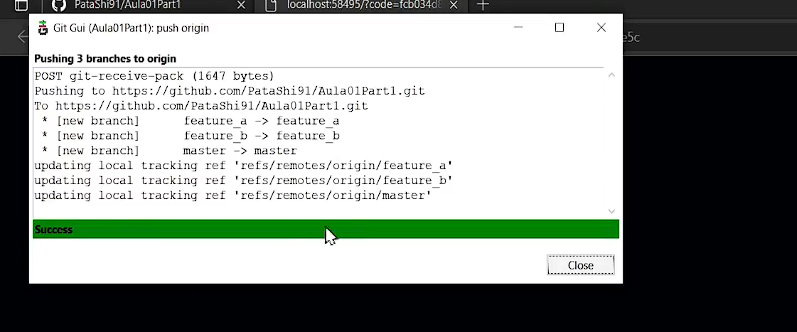 PataShi91/Aula01Part1
localhost:58495/?code=fcb034d8
Git Gui (Aula01Part1): push origin
e5c
Pushing 3 branches to origin
POST git-receive-pack (1647 bytes)
Pushing to https://github.com/PataShi91/Aula01Part1.git
To https://github.com/PataShi91/Aula01Part1.git
* [new branch]      feature_a -> feature_a
* [new branch]      feature_b -> feature_b
* [new branch]      master -> master
updating local tracking ref 'refs/remotes/origin/feature_a'
updating local tracking ref 'refs/remotes/origin/feature_b'
updating local tracking ref 'refs/remotes/origin/master'
Success
Close